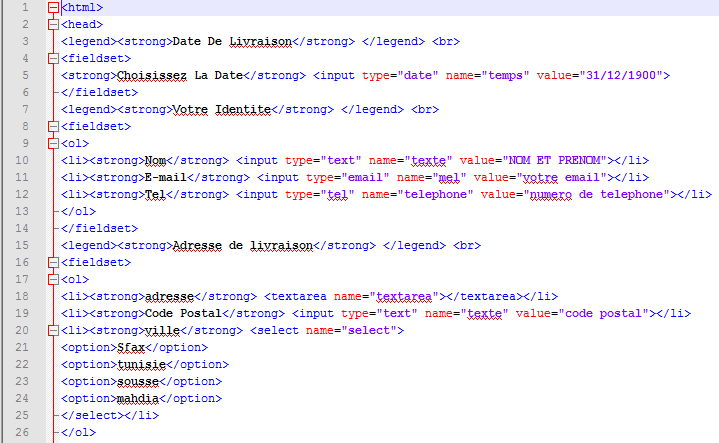 1 <html>
2 <head>
3 <legend><strong>Date De Livraison</strong> </legend> <br>
4 <fieldset>
5 <strong>Choisissez La Date</strong> <input type="date" name="temps" value="31/12/1900">
6 </fieldset>
7 <legend><strong>Votre Identite</strong> </legend> <br>
8 <fieldset>
9 <ol>
10 <li><strong>Nom</strong> <input type="text" name="texte" value="NOM ET PRENOM"></li>
11 <li><strong>E-mail</strong> <input type="email" name="mel" value="votre email"></li>
12 <li><strong>Tel</strong> <input type="tel" name="telephone" value="numero de telephone"></li>
13 </ol>
14 </fieldset>
15 <legend><strong>Adresse de livraison</strong> </legend> <br>
16 <fieldset>
17 <ol>
18 <li><strong>adresse</strong> <textarea name="textarea"></textarea></li>
19 <li><strong>Code Postal</strong> <input type="text" name="texte" value="code postal"></li>
20 <li><strong>ville</strong> <select name="select">
21 <option>Sfax</option>
22 <option>tunisie</option>
23 <option>sousse</option>
24 <option>mahdia</option>
25 </select></li>
26 </ol>